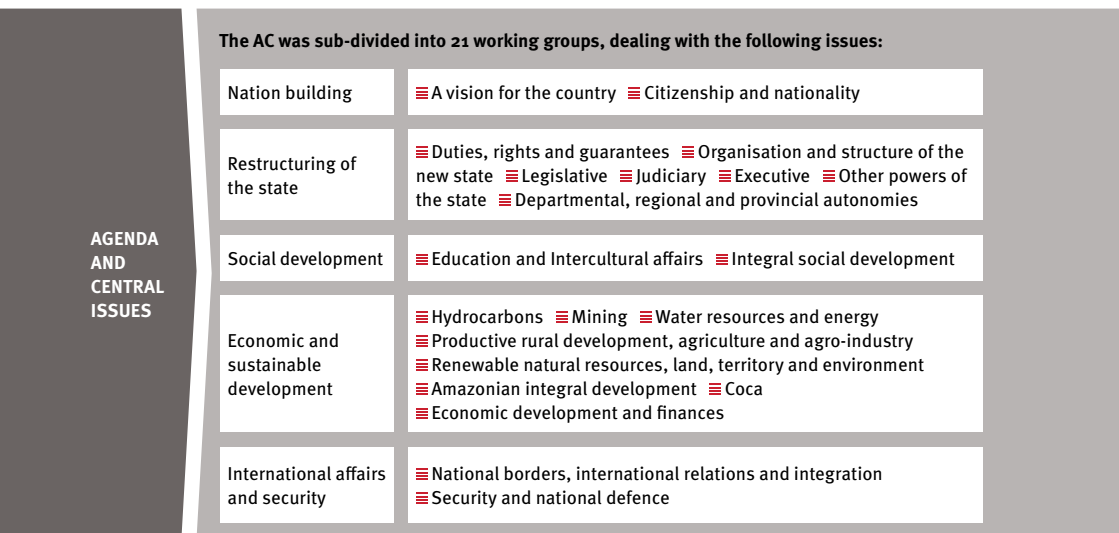 AGENDA
AND
CENTRAL
ISSUES
The AC was sub-divided into 21 working groups, dealing with the following issues:
Nation building
A vision for the country Citizenship and nationality
Restructuring of
the state
Duties, rights and guarantees Organisation and structure of the
new state Legislative Judiciary Executive Other powers of
the state Departmental, regional and provincial autonomies
Social development
Education and Intercultural affairs Integral social development
Economic and
sustainable
development
Hydrocarbons Mining Water resources and energy
Productive rural development, agriculture and agro-industry
Renewable natural resources, land, territory and environment
Amazonian integral development Coca
Economic development and finances
International affairs
and security
National borders, international relations and integration
Security and national defence